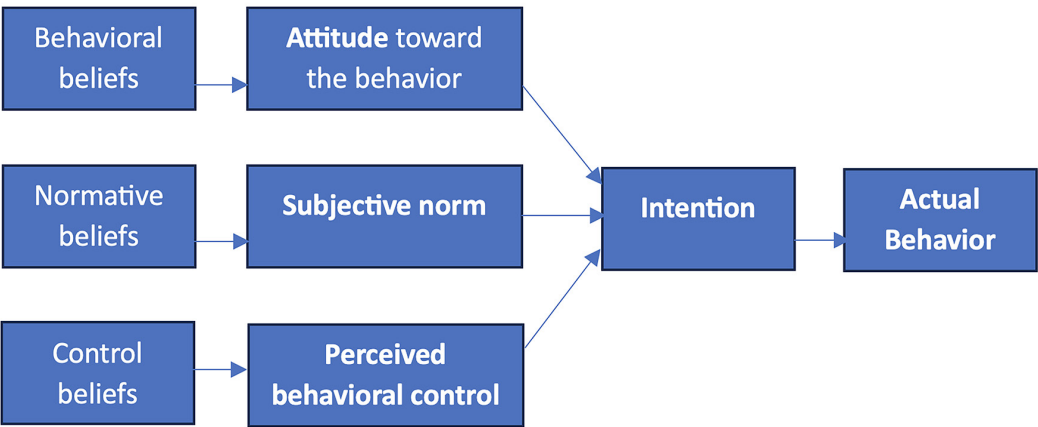 Behavioral
beliefs
Attitude toward
the behavior
Normative
beliefs
Subjective norm
Intention
Actual
Behavior
Control
beliefs
Perceived
behavioral control